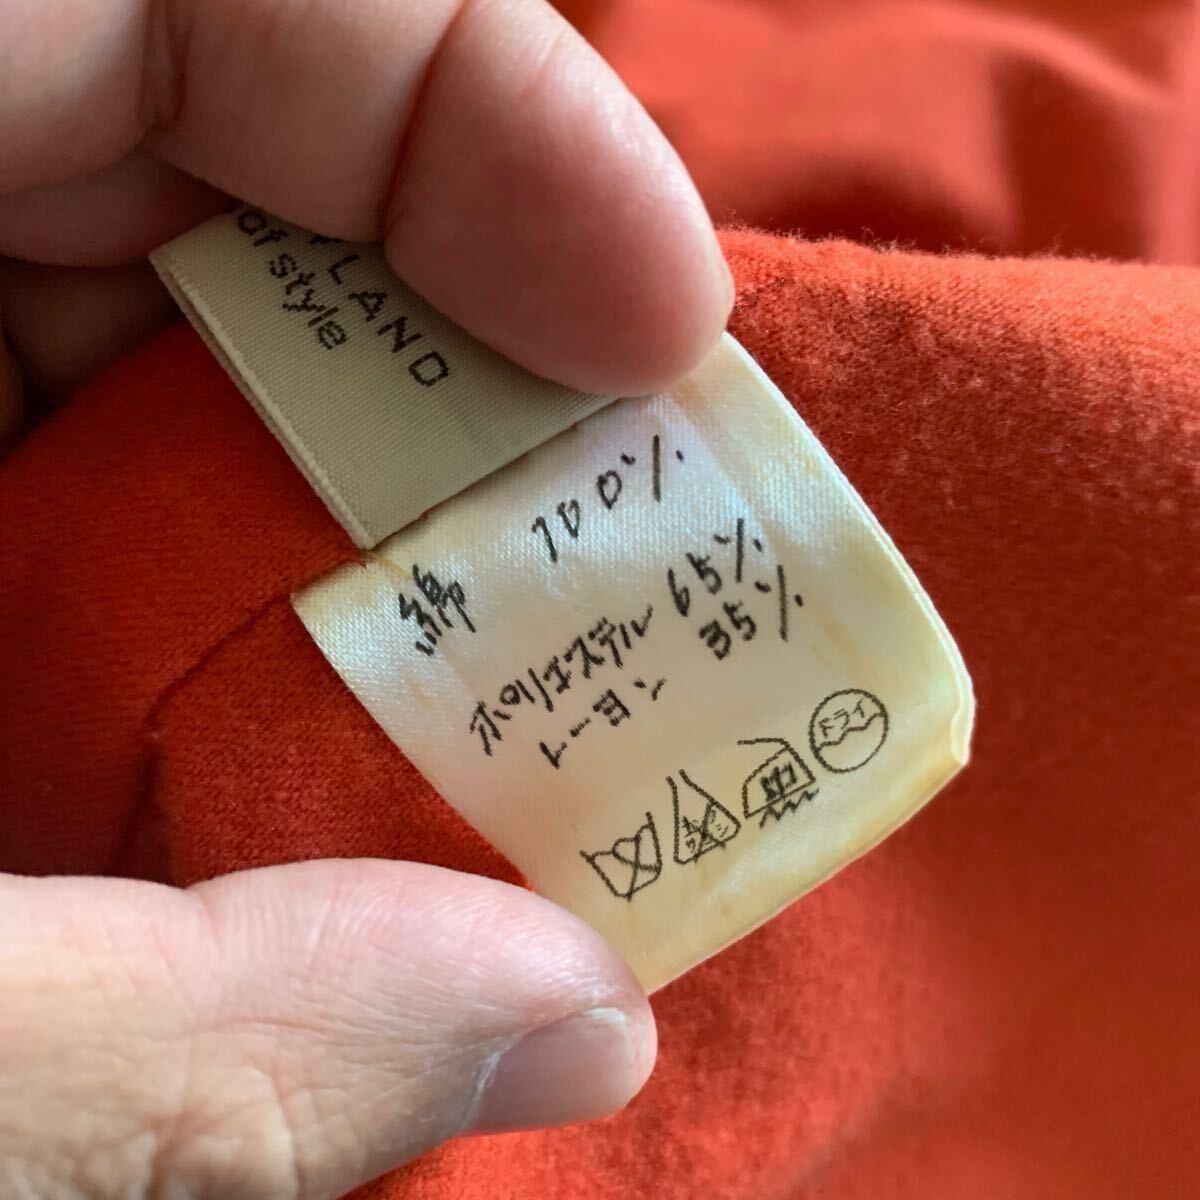 LAND
of style
綿 100%
ポリエステル 65%
レーヨン 35%
ドライ